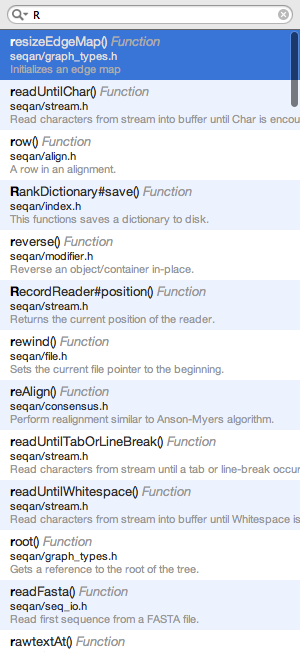 R
resizeEdgeMap() Function
seqan/graph_types.h
Initializes an edge map
readUntilChar() Function
seqan/stream.h
Read characters from stream into buffer until Char is encou
row() Function
seqan/align.h
A row in an alignment.
RankDictionary#save() Function
seqan/index.h
This functions saves a dictionary to disk.
reverse() Function
seqan/modifier.h
Reverse an object/container in-place.
RecordReader#position() Function
seqan/stream.h
Returns the current position of the reader.
rewind() Function
seqan/file.h
Sets the current file pointer to the beginning.
reAlign() Function
seqan/consensus.h
Perform realignment similar to Anson-Myers algorithm.
readUntilTabOrLineBreak() Function
seqan/stream.h
Read characters from stream until a tab or line-break occur
readUntilWhitespace() Function
seqan/stream.h
Read characters from stream into buffer until Whitespace is
root() Function
seqan/graph_types.h
Gets a reference to the root of the tree.
readFasta() Function
seqan/seq_io.h
Read first sequence from a FASTA file.
rawtextAt() Function